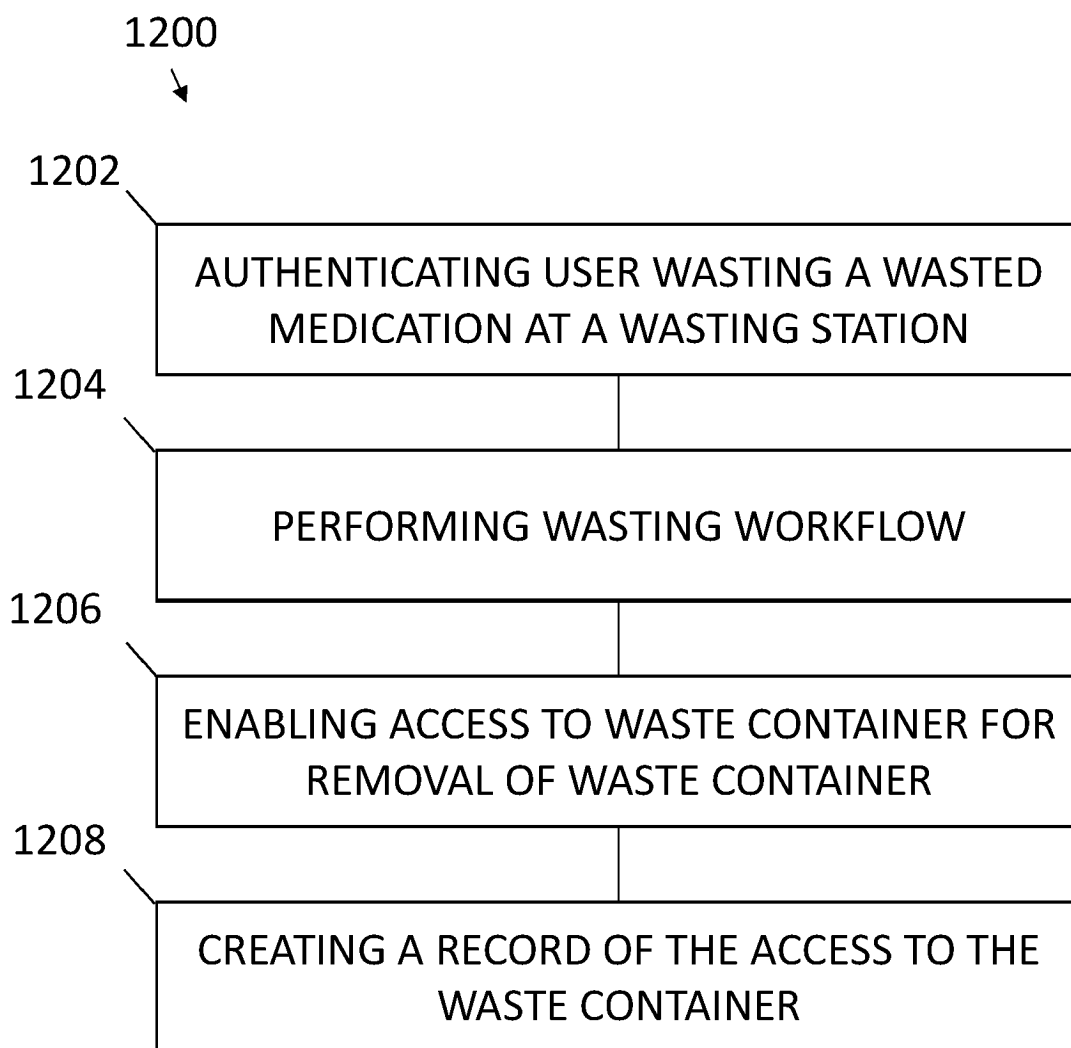 1200
1202
AUTHENTICATING USER WASTING A WASTED
MEDICATION AT A WASTING STATION
1204
PERFORMING WASTING WORKFLOW
1206
ENABLING ACCESS TO WASTE CONTAINER FOR
REMOVAL OF WASTE CONTAINER
1208
CREATING A RECORD OF THE ACCESS TO THE
WASTE CONTAINER